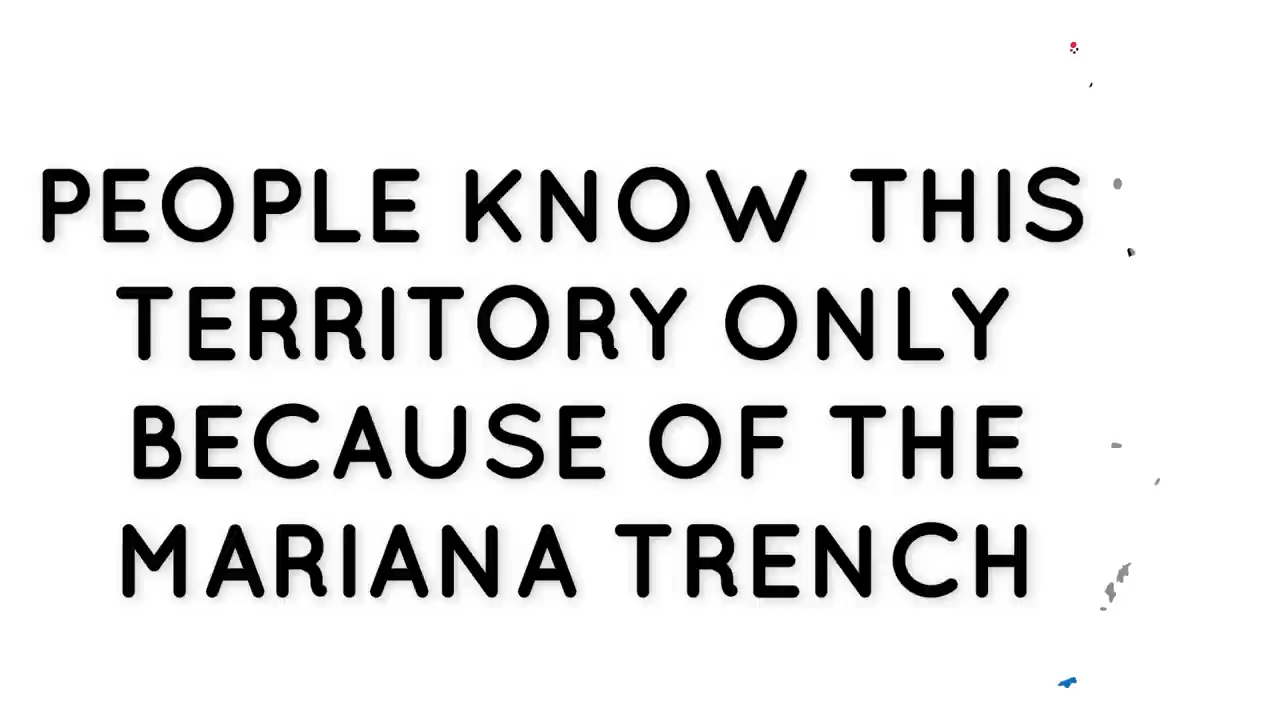 PEOPLE KNOW THIS
TERRITORY ONLY
BECAUSE OF THE
MARIANA TRENCH